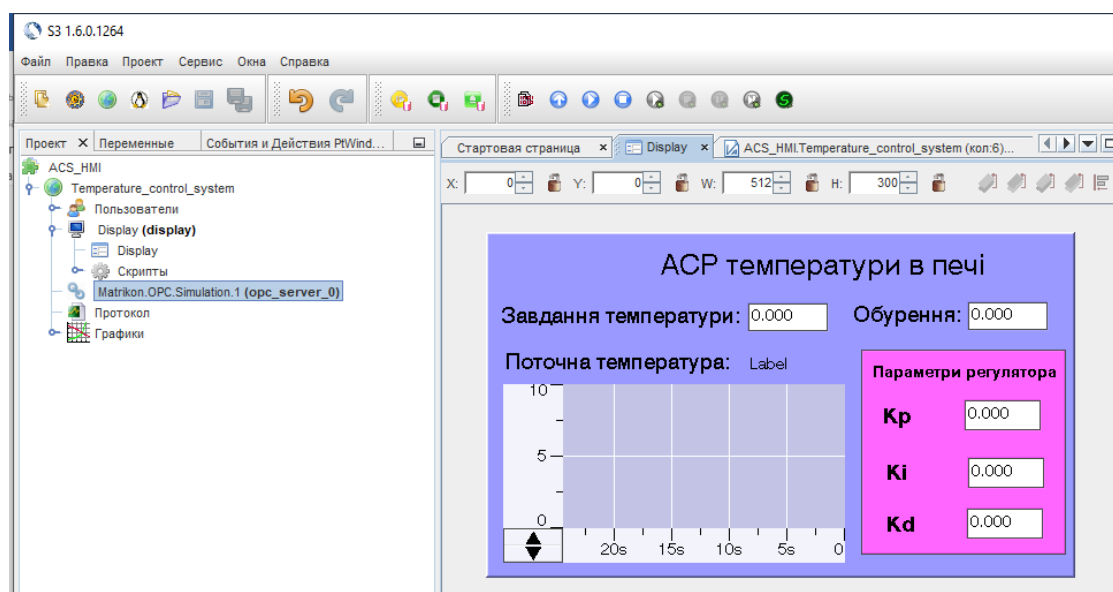 S3 1.6.0.1264
Файл Правка Проект Сервис Окна Справка
Проект Переменные События и Действия PtWind...
Стартовая страница Display ACS_HMI.Temperature_control_system (кол:6)...
X: 0 Y: 0 W: 512 H: 300
ACS_HMI
Temperature_control_system
Пользователи
Display (display)
Display
Скрипты
Matrikon.OPC.Simulation.1 (opc_server_0)
Протокол
Графики
АСР температури в печі
Завдання температури: 0.000 Обурення: 0.000
Поточна температура: Label
Параметри регулятора
Kp 0.000
Ki 0.000
Kd 0.000
10
5
0
20s 15s 10s 5s 0